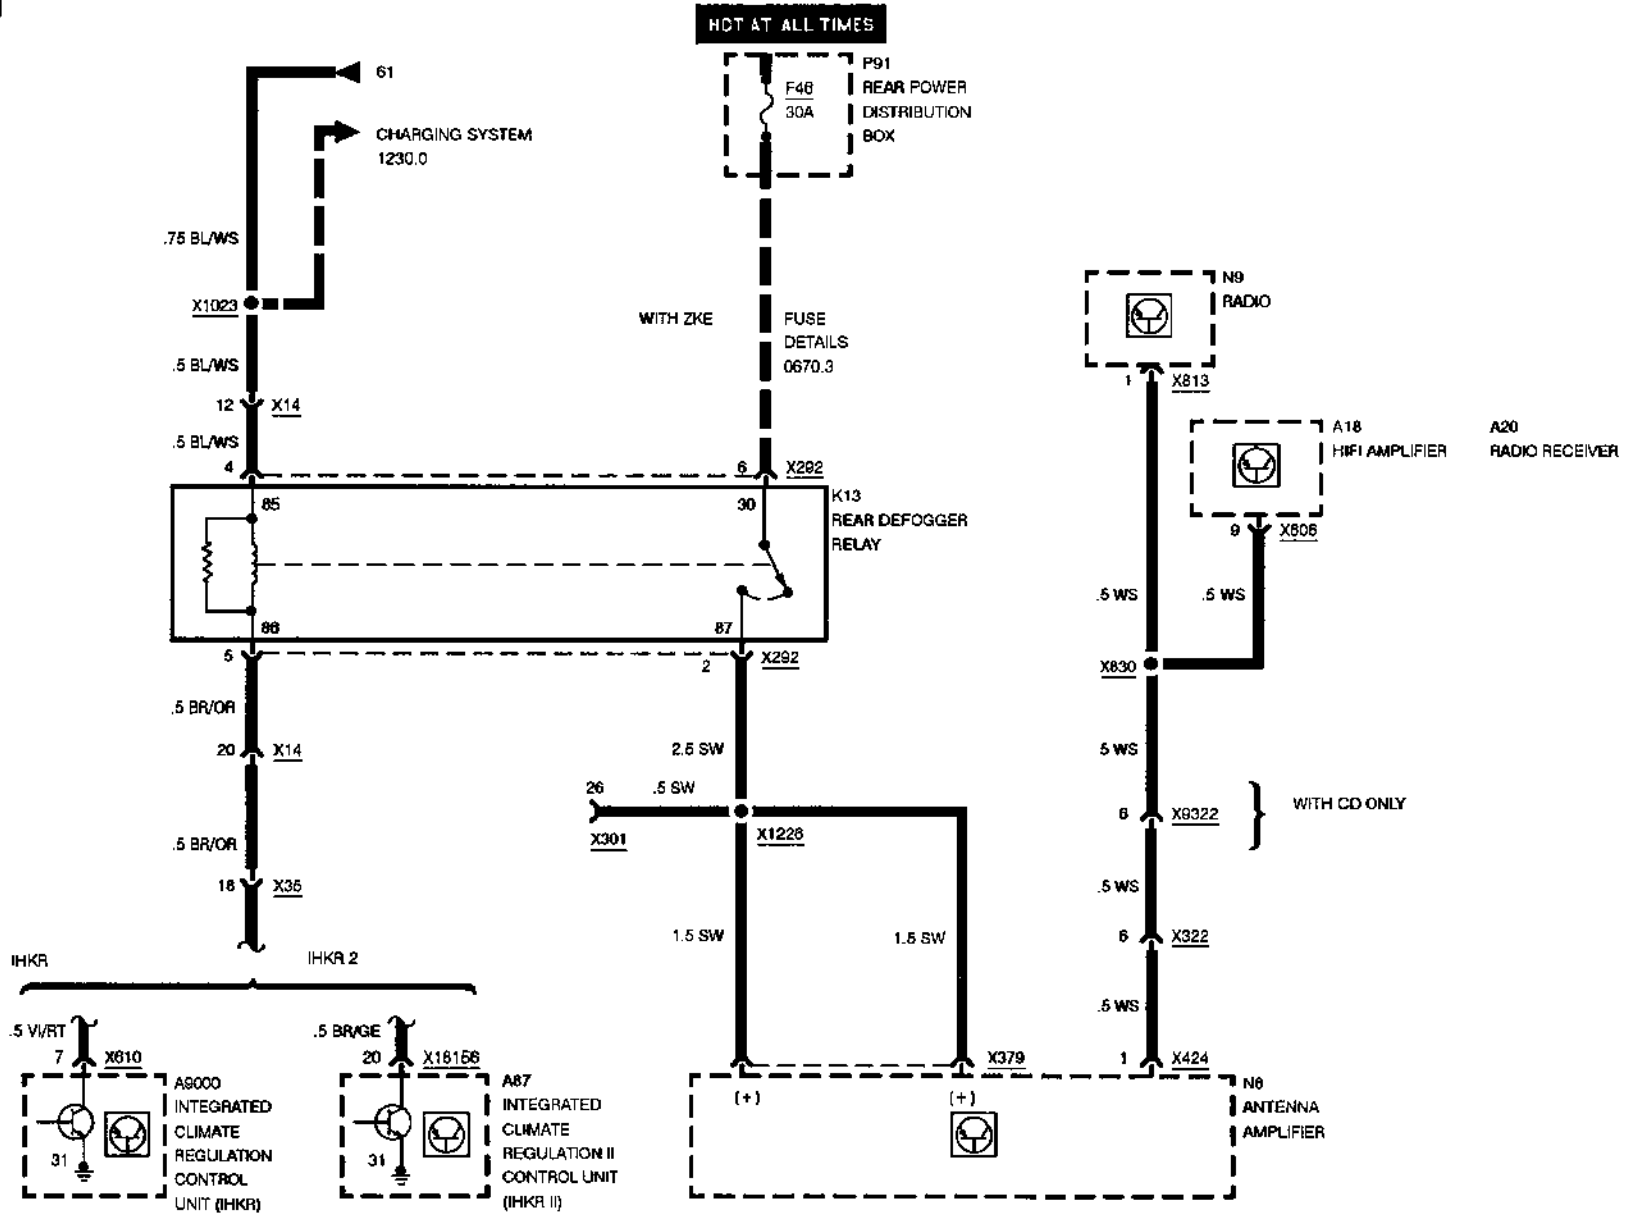 HOT AT ALL TIMES
P91
REAR POWER
DISTRIBUTION
BOX
F46
30A
61
CHARGING SYSTEM
1230.0
.75 BL/WS
X1023
WITH ZKE
FUSE
DETAILS
0670.3
N9
RADIO
.5 BL/WS
1
X813
12
X14
A18
HIFI AMPLIFIER
A20
RADIO RECEIVER
.5 BL/WS
4
6
X292
85
30
K13
REAR DEFOGGER
RELAY
9
X606
.5 WS
.5 WS
86
87
5
2
X292
X830
.5 BR/OR
20
X14
2.5 SW
.5 WS
26
.5 SW
X301
X1226
6
X9322
WITH CD ONLY
.5 BR/OR
18
X35
.5 WS
1.5 SW
1.5 SW
6
X322
IHKR
IHKR 2
.5 WS
.5 VI/RT
.5 BR/GE
7
X610
20
X18156
X379
1
X424
A9000
INTEGRATED
CLIMATE
REGULATION
CONTROL
UNIT (IHKR)
31
A87
INTEGRATED
CLIMATE
REGULATION II
CONTROL UNIT
(IHKR II)
31
(+)
(+)
N6
ANTENNA
AMPLIFIER